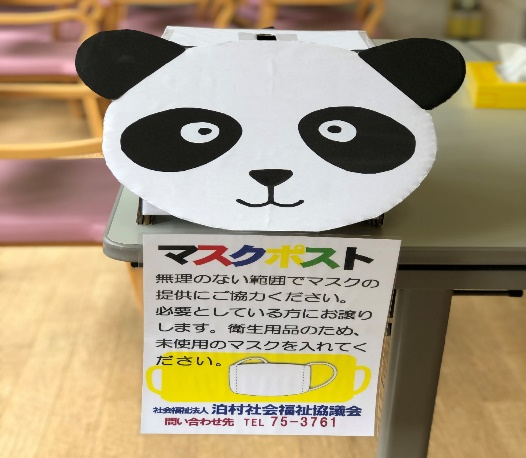 マスクポスト
無理のない範囲でマスクの
提供にご協力ください。
必要としている方にお譲り
します。衛生用品のため、
未使用のマスクを入れてく
ださい。
社会福祉法人 泊村社会福祉協議会
問い合わせ先 TEL 75-3761